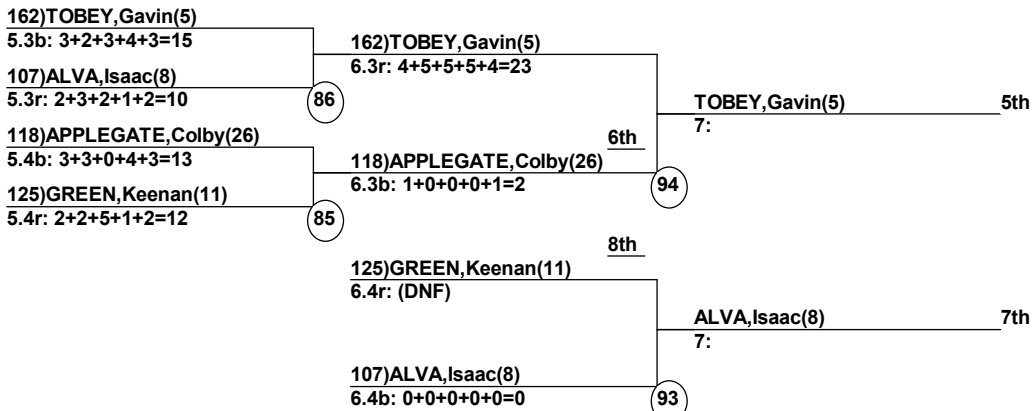 162)TOBEY,Gavin(5)
5.3b: 3+2+3+4+3=15
107)ALVA,Isaac(8)
5.3r: 2+3+2+1+2=10
86
118)APPLEGATE,Colby(26)
5.4b: 3+3+0+4+3=13
125)GREEN,Keenan(11)
5.4r: 2+2+5+1+2=12
85
162)TOBEY,Gavin(5)
6.3r: 4+5+5+5+4=23
6th
118)APPLEGATE,Colby(26)
6.3b: 1+0+0+0+1=2
94
8th
125)GREEN,Keenan(11)
6.4r: (DNF)
107)ALVA,Isaac(8)
6.4b: 0+0+0+0+0=0
93
TOBEY,Gavin(5) 5th
7:
ALVA,Isaac(8) 7th
7: